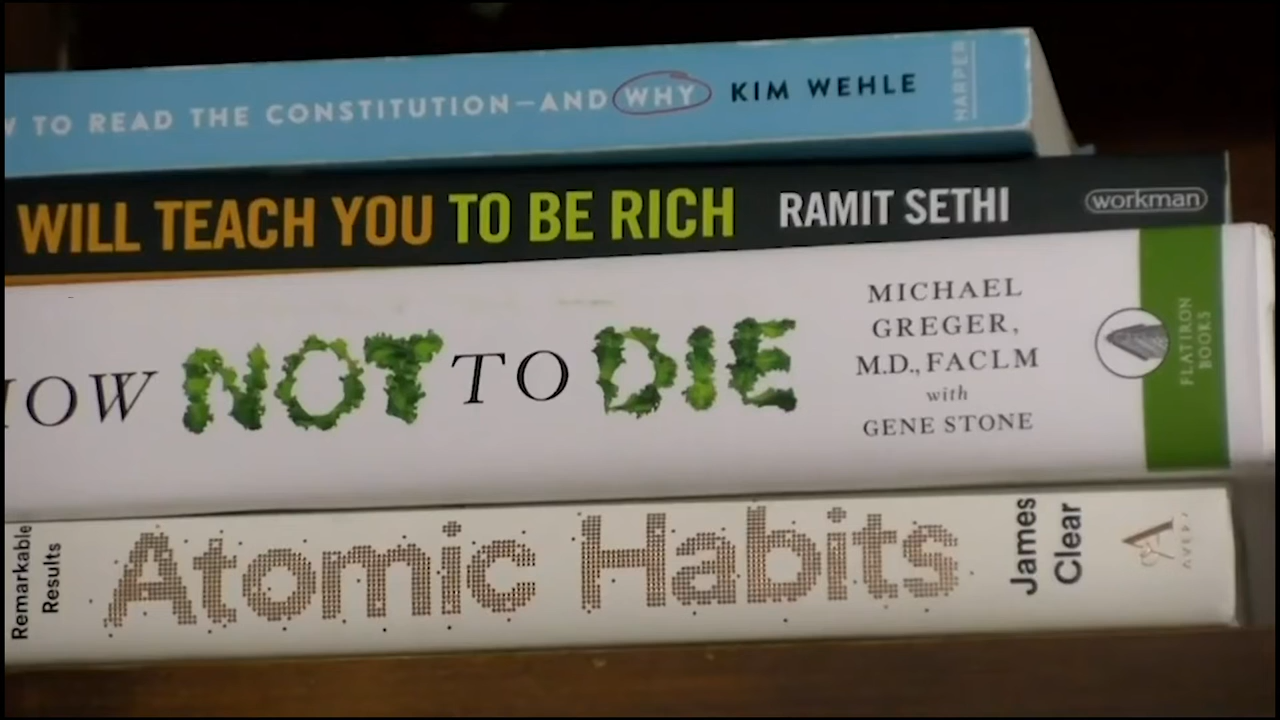 W TO READ THE CONSTITUTION—AND WHY KIM WEHLE HARPER
WILL TEACH YOU TO BE RICH RAMIT SETHI workman
HOW NOT TO DIE
MICHAEL
GREGER,
M.D., FACLM
with
GENE STONE
FLATIRON
BOOKS
Remarkable
Results
Atomic Habits
James
Clear
A
AVERY